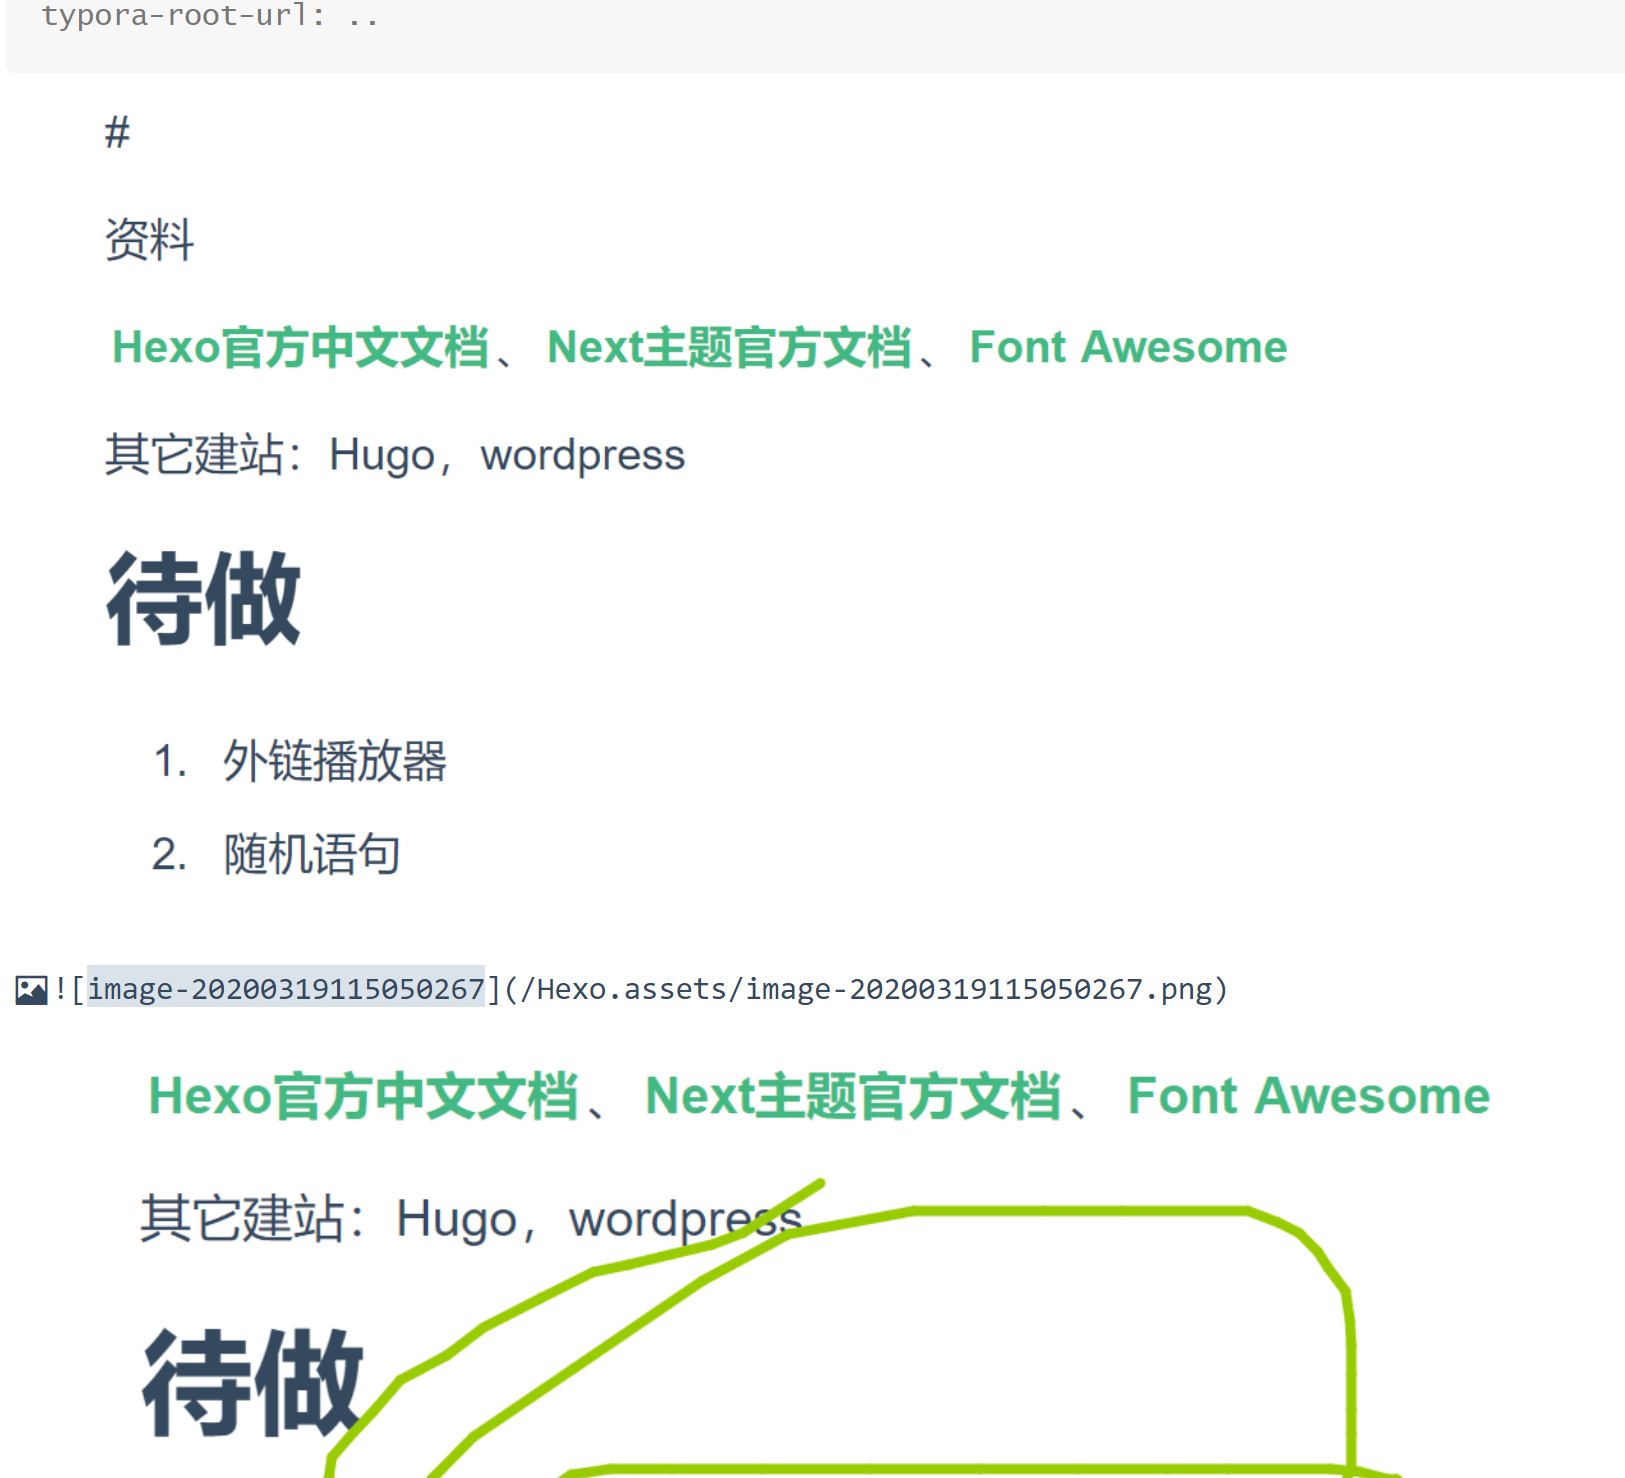 typora-root-url: ..
#
资料
Hexo官方中文文档、 Next主题官方文档、 Font Awesome
其它建站：Hugo，wordpress
待做
1. 外链播放器
2. 随机语句
![image-20200319115050267](/Hexo.assets/image-20200319115050267.png)
Hexo官方中文文档、 Next主题官方文档、 Font Awesome
其它建站：Hugo，wordpress
待做